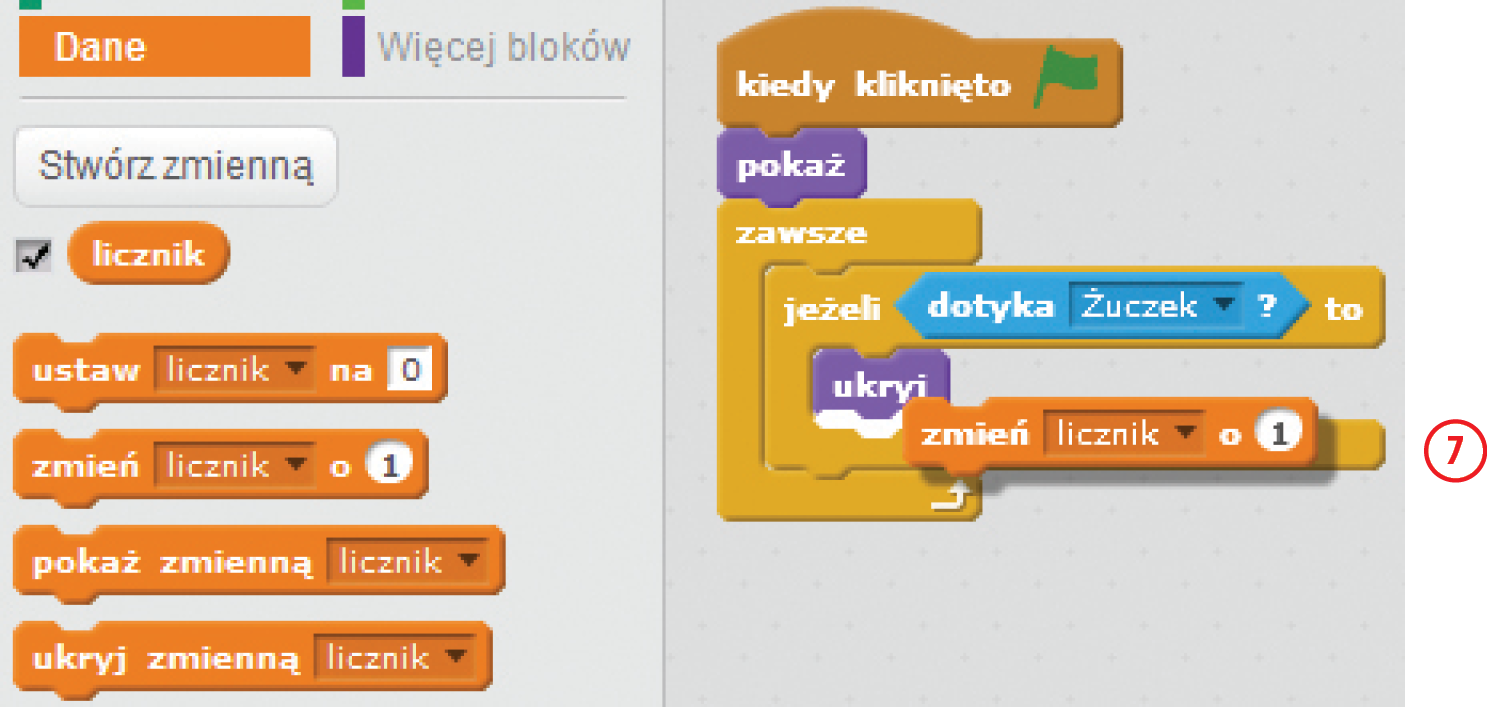 Dane
Więcej bloków
Stwórz zmienną
licznik
ustaw licznik na 0
zmień licznik o 1
pokaż zmienną licznik
ukryj zmienną licznik
kiedy kliknięto
pokaż
zawsze
jeżeli dotyka Żuczek ? to
ukryj
zmień licznik o 1
7